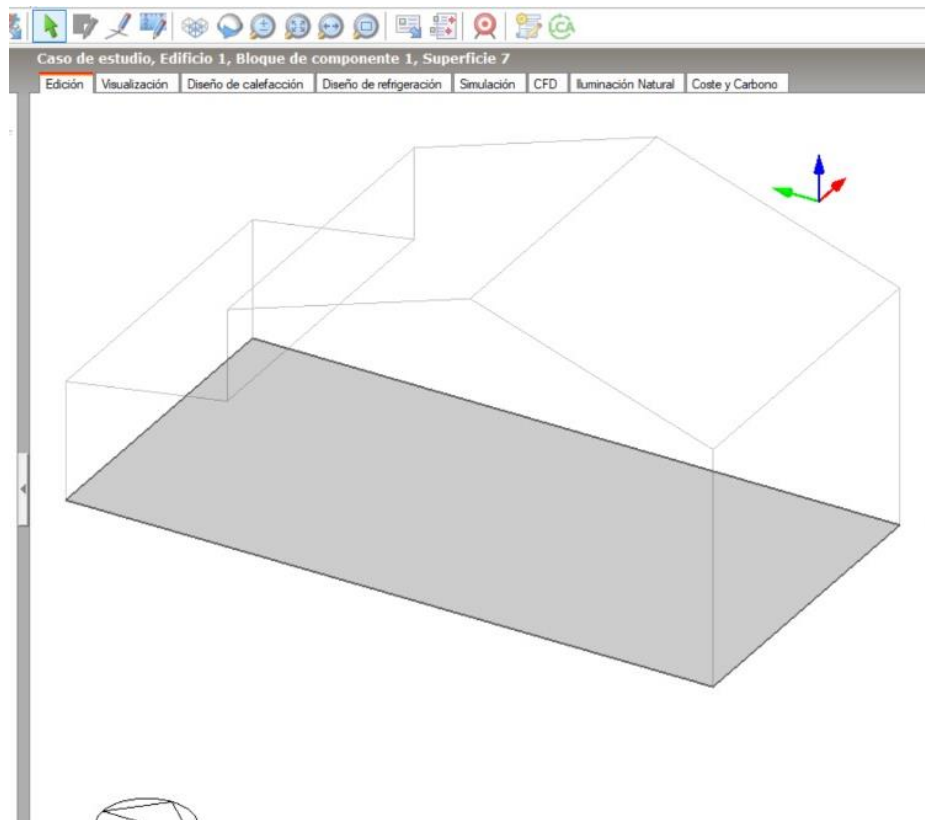 LCA
Caso de estudio, Edificio 1, Bloque de componente 1, Superficie 7
Edición Visualización Diseño de calefacción Diseño de refrigeración Simulación CFD Iluminación Natural Coste y Carbono